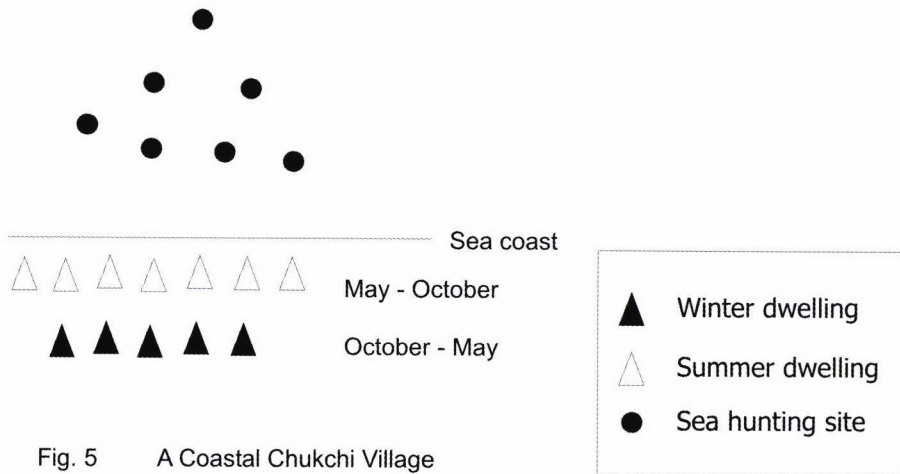 Sea coast
May - October
October - May
Winter dwelling
Summer dwelling
Sea hunting site
Fig. 5 A Coastal Chukchi Village